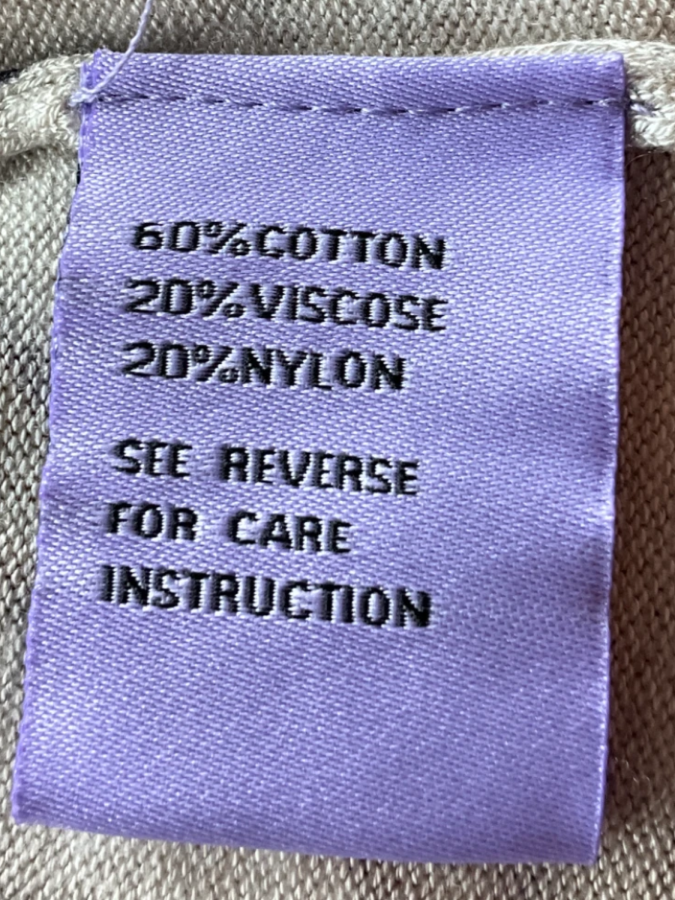 60%COTTON
20%VISCOSE
20%NYLON
SEE REVERSE
FOR CARE
INSTRUCTION